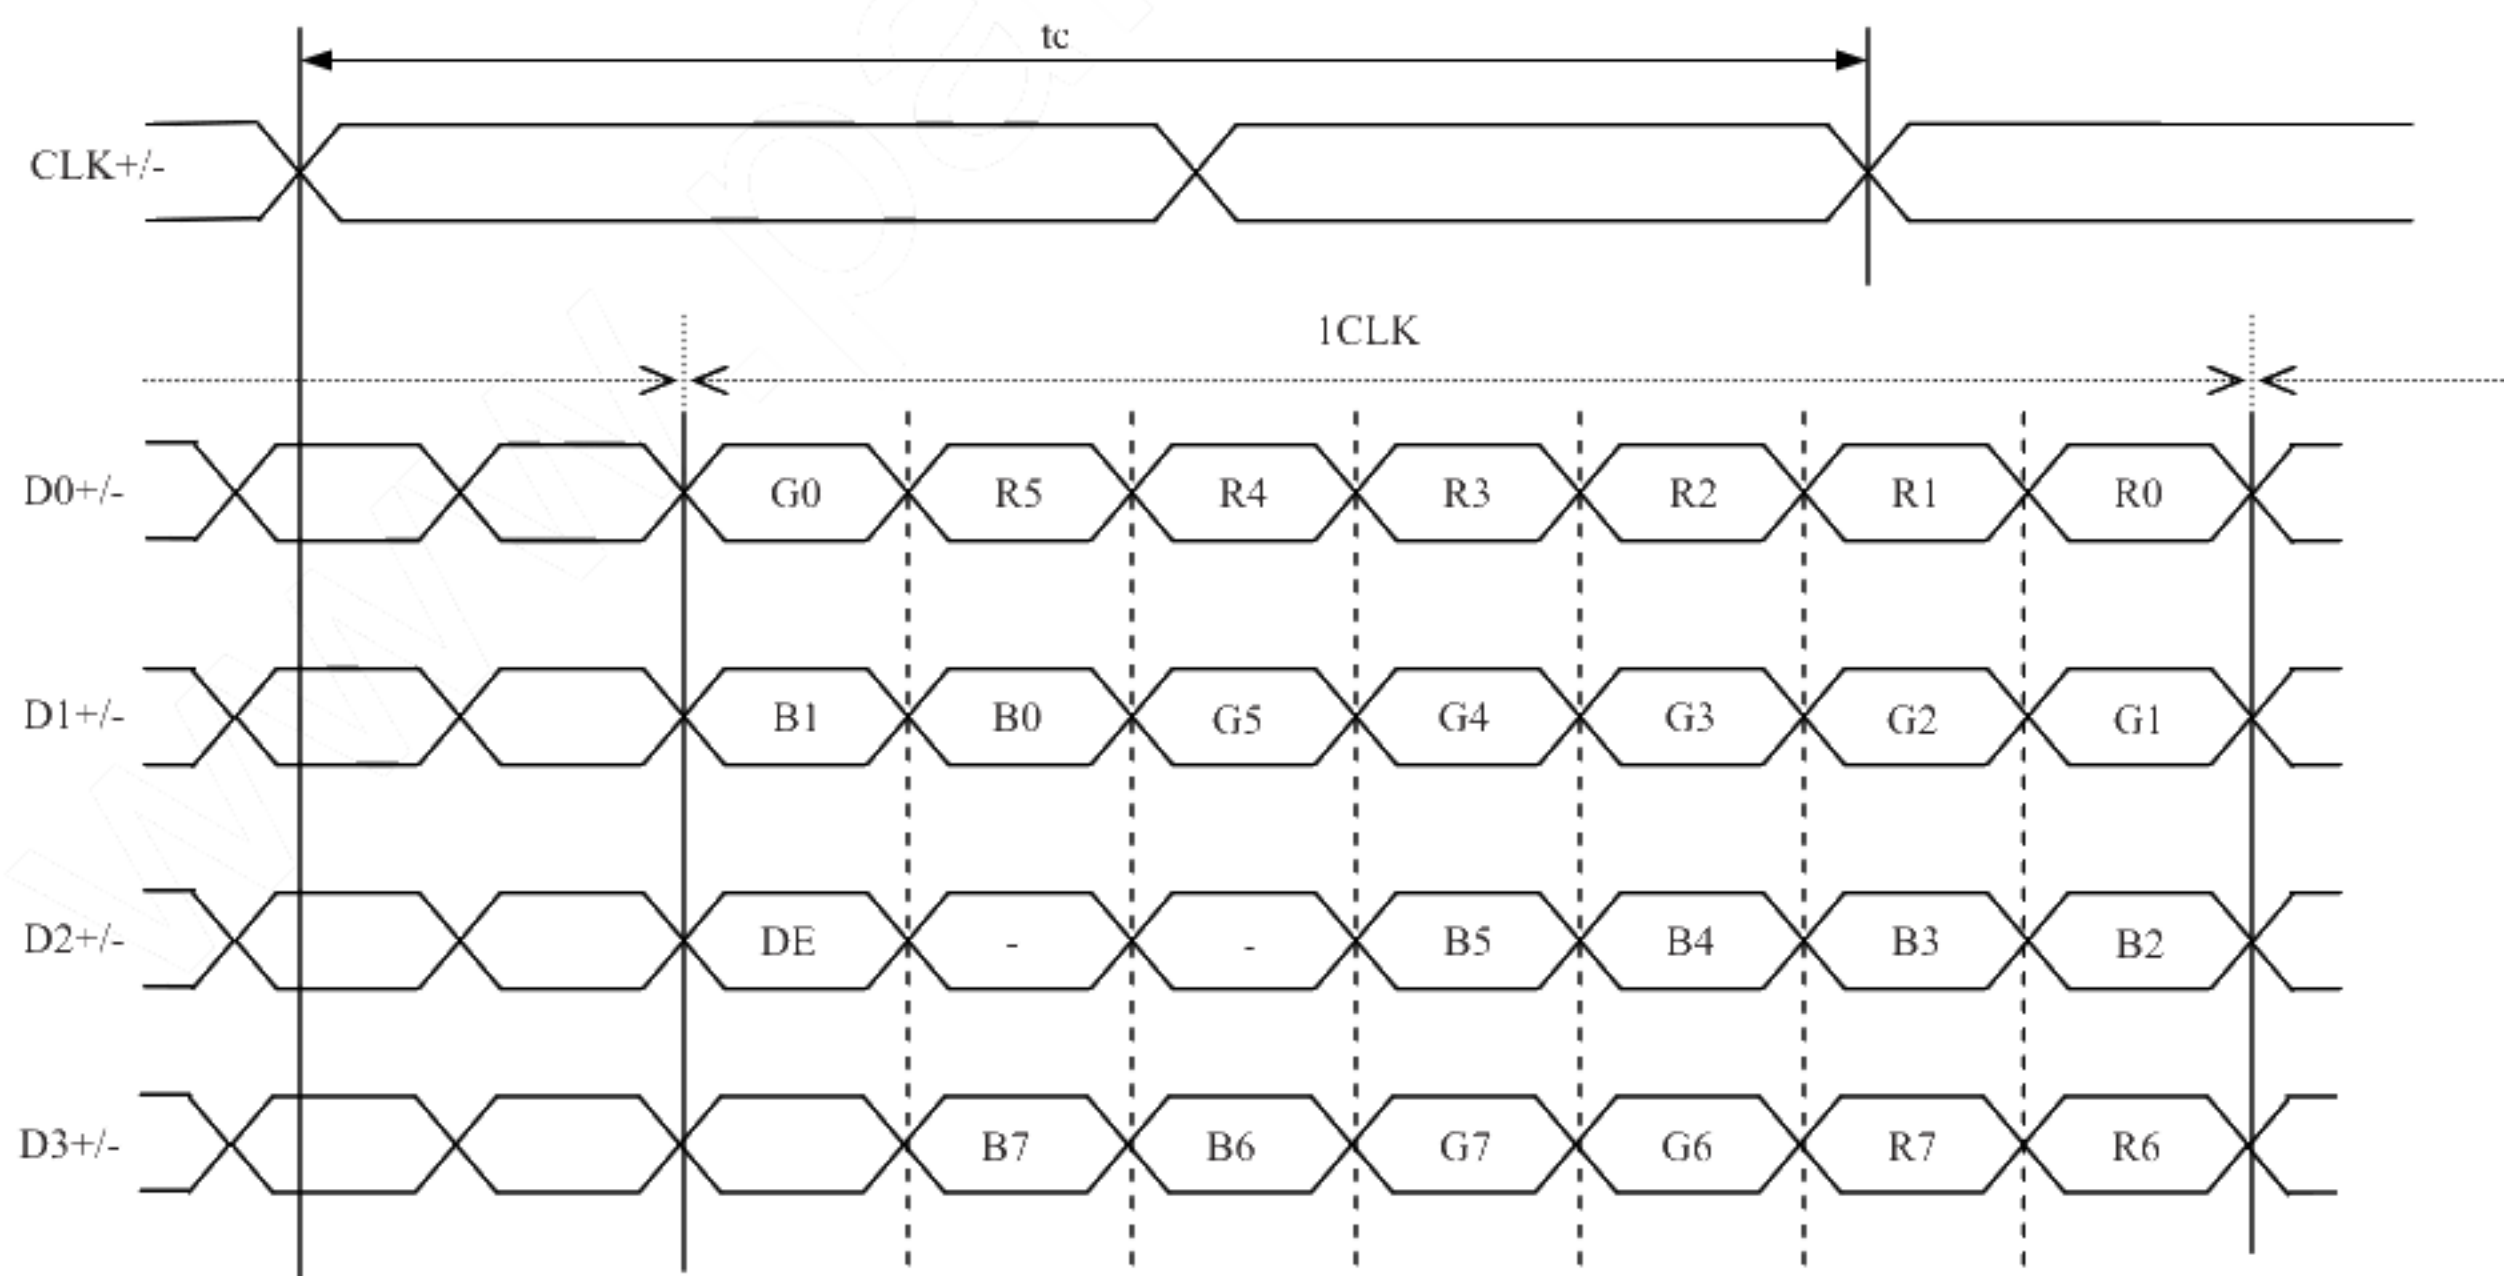 tc
CLK+/-
1CLK
D0+/- G0 R5 R4 R3 R2 R1 R0
D1+/- B1 B0 G5 G4 G3 G2 G1
D2+/- DE - - B5 B4 B3 B2
D3+/- B7 B6 G7 G6 R7 R6